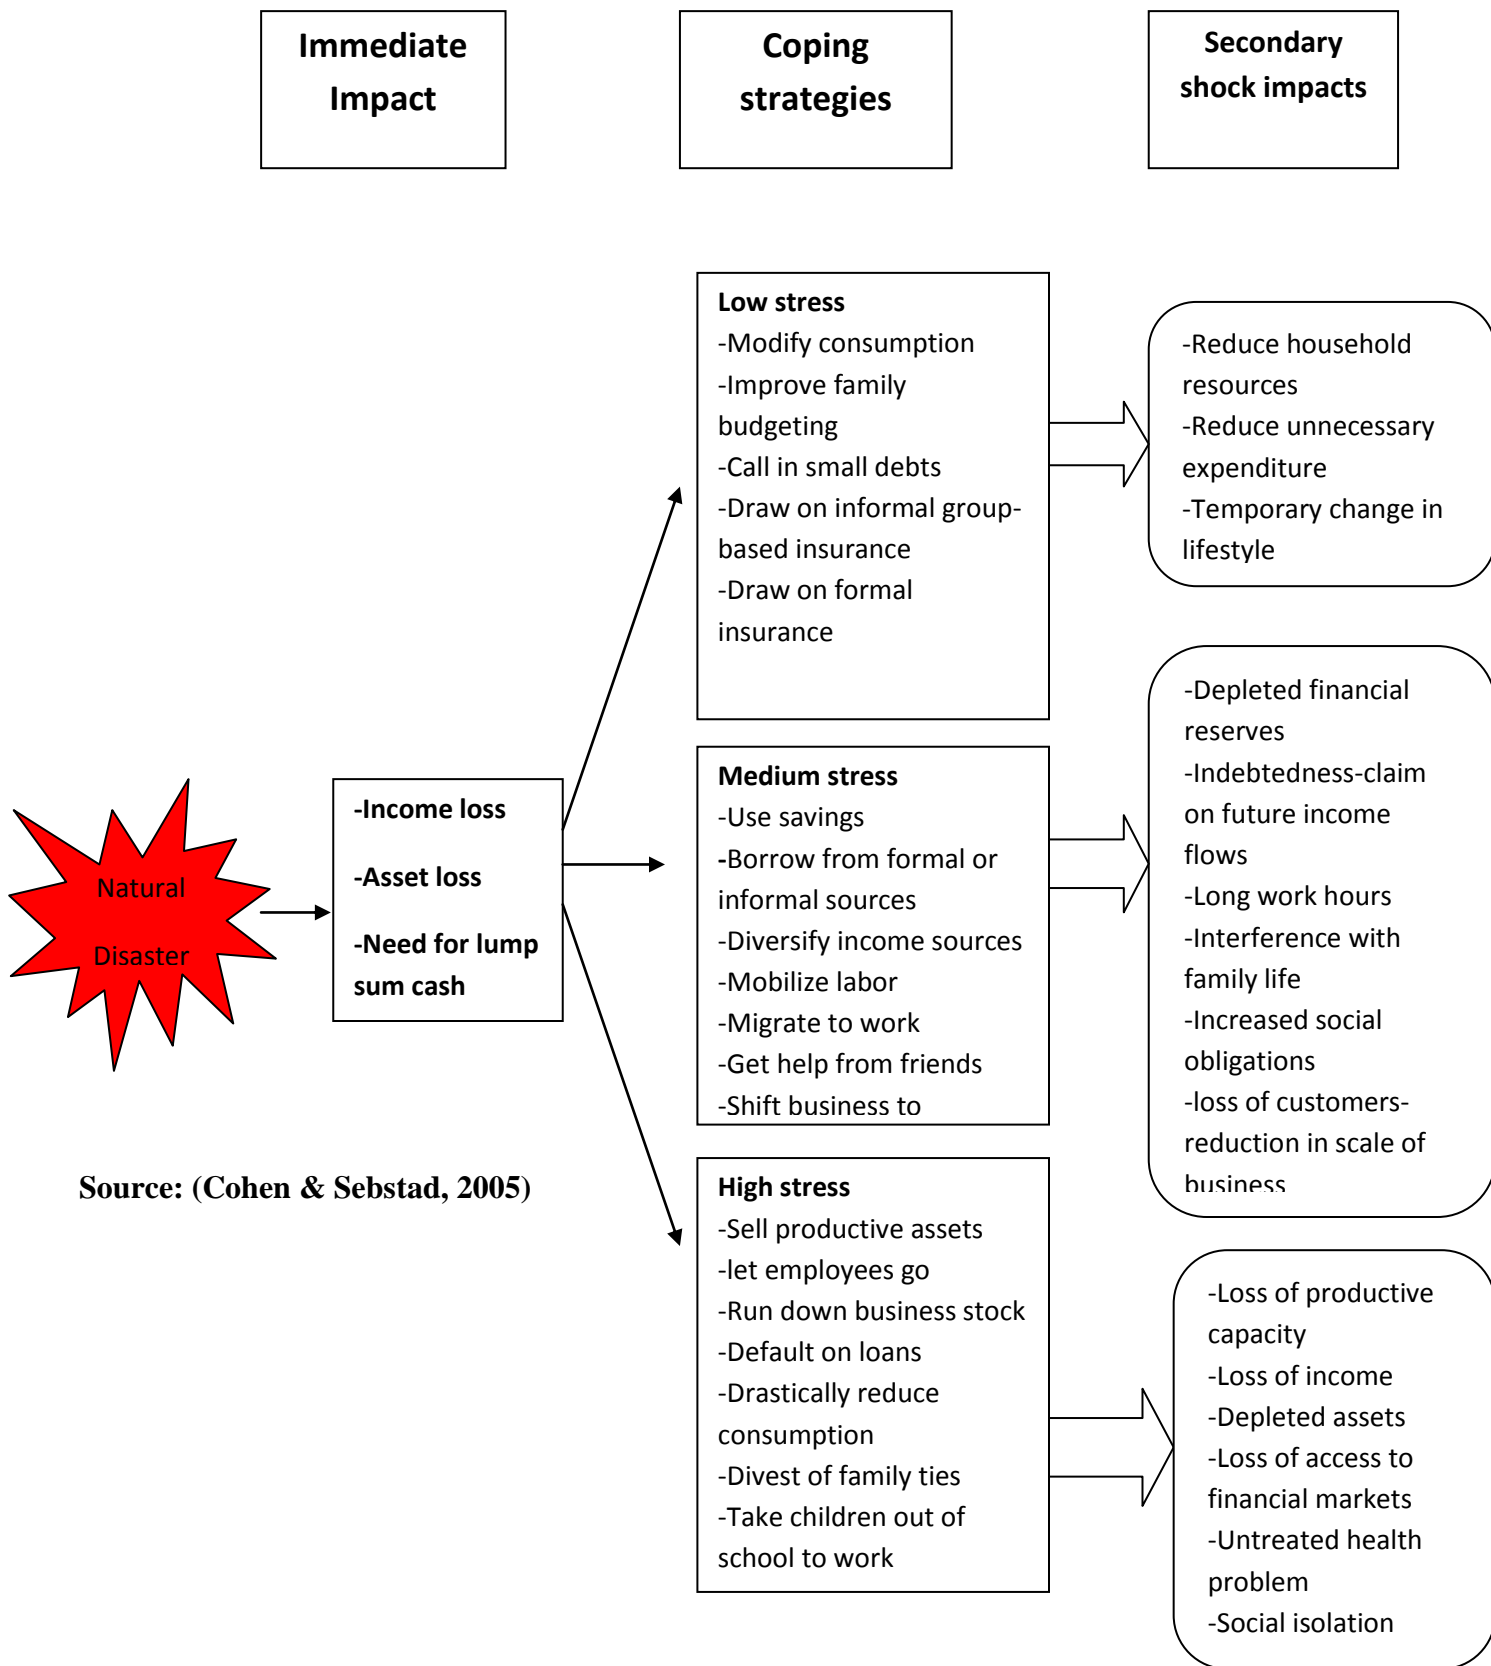 Immediate
Impact
Coping
strategies
Secondary
shock impacts
Natural
Disaster
-Income loss
-Asset loss
-Need for lump
sum cash
Low stress
-Modify consumption
-Improve family
budgeting
-Call in small debts
-Draw on informal group-
based insurance
-Draw on formal
insurance
-Reduce household
resources
-Reduce unnecessary
expenditure
-Temporary change in
lifestyle
Medium stress
-Use savings
-Borrow from formal or
informal sources
-Diversify income sources
-Mobilize labor
-Migrate to work
-Get help from friends
-Shift business to
-Depleted financial
reserves
-Indebtedness-claim
on future income
flows
-Long work hours
-Interference with
family life
-Increased social
obligations
-loss of customers-
reduction in scale of
business
High stress
-Sell productive assets
-let employees go
-Run down business stock
-Default on loans
-Drastically reduce
consumption
-Divest of family ties
-Take children out of
school to work
-Loss of productive
capacity
-Loss of income
-Depleted assets
-Loss of access to
financial markets
-Untreated health
problem
-Social isolation
Source: (Cohen & Sebstad, 2005)